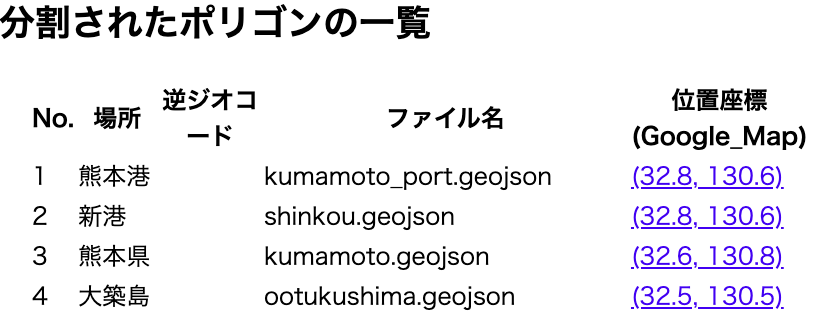 分割されたポリゴンの一覧
No. 場所 逆ジオコード ファイル名 位置座標(Google_Map)
1 熊本港 kumamoto_port.geojson (32.8, 130.6)
2 新港 shinkou.geojson (32.8, 130.6)
3 熊本県 kumamoto.geojson (32.6, 130.8)
4 大築島 ootukushima.geojson (32.5, 130.5)